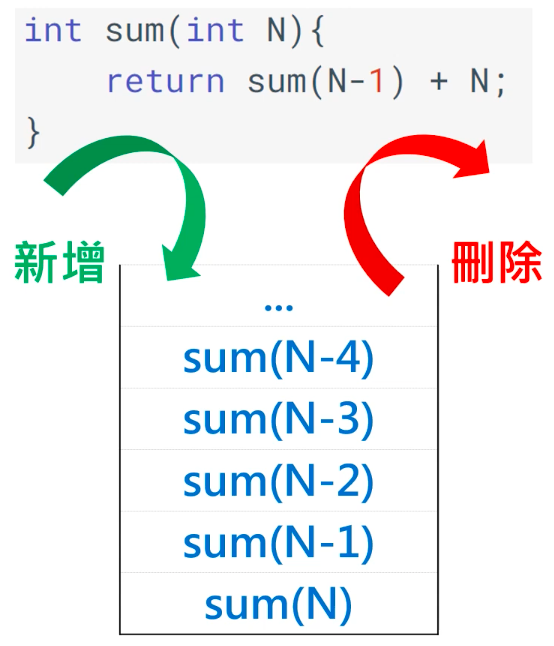 int sum(int N){
    return sum(N-1) + N;
}
新增
刪除
...
sum(N-4)
sum(N-3)
sum(N-2)
sum(N-1)
sum(N)